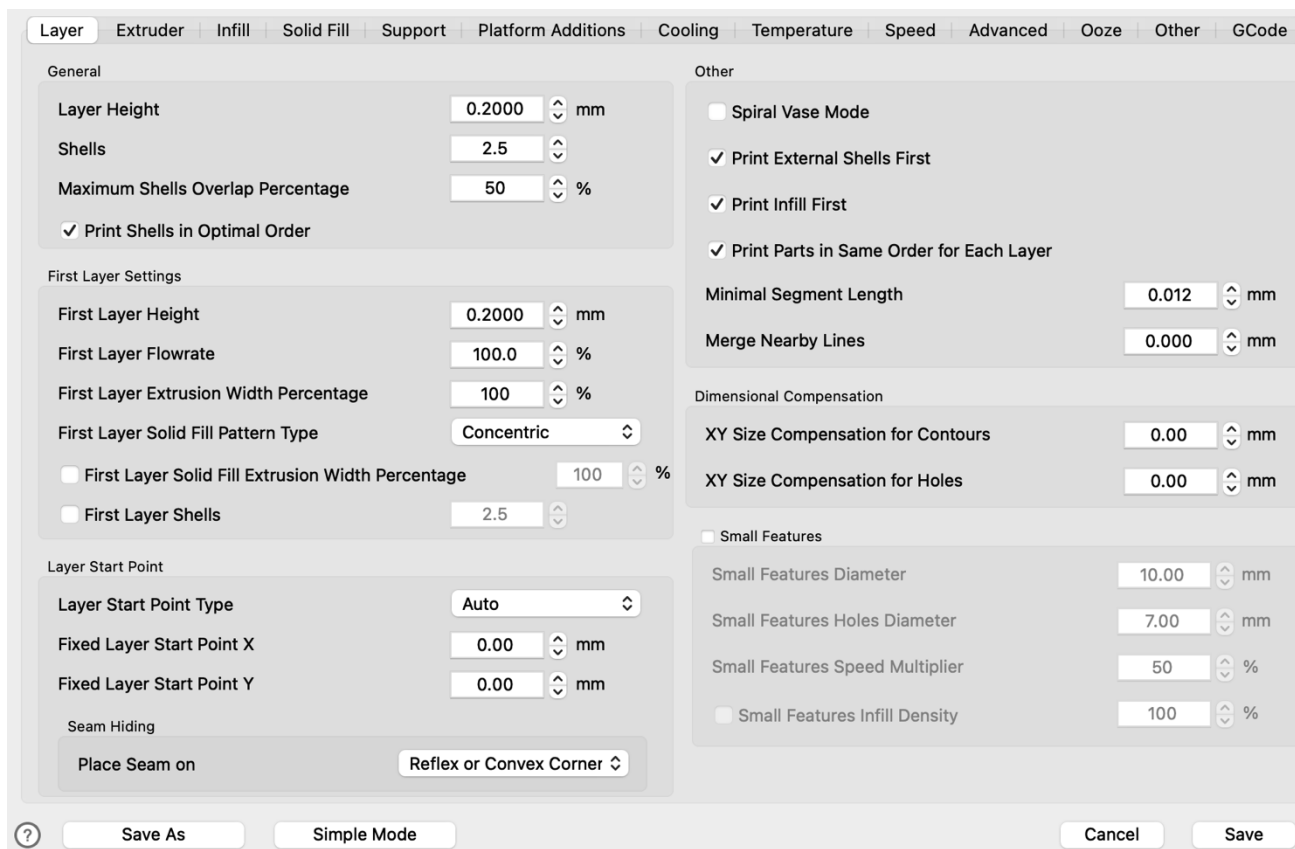 Layer Extruder Infill Solid Fill Support Platform Additions Cooling Temperature Speed Advanced Ooze Other GCode
General
Layer Height 0.2000 mm
Shells 2.5
Maximum Shells Overlap Percentage 50 %
Print Shells in Optimal Order
First Layer Settings
First Layer Height 0.2000 mm
First Layer Flowrate 100.0 %
First Layer Extrusion Width Percentage 100 %
First Layer Solid Fill Pattern Type Concentric
First Layer Solid Fill Extrusion Width Percentage 100 %
First Layer Shells 2.5
Layer Start Point
Layer Start Point Type Auto
Fixed Layer Start Point X 0.00 mm
Fixed Layer Start Point Y 0.00 mm
Seam Hiding
Place Seam on Reflex or Convex Corner
Other
Spiral Vase Mode
Print External Shells First
Print Infill First
Print Parts in Same Order for Each Layer
Minimal Segment Length 0.012 mm
Merge Nearby Lines 0.000 mm
Dimensional Compensation
XY Size Compensation for Contours 0.00 mm
XY Size Compensation for Holes 0.00 mm
Small Features
Small Features Diameter 10.00 mm
Small Features Holes Diameter 7.00 mm
Small Features Speed Multiplier 50 %
Small Features Infill Density 100 %
? Save As Simple Mode Cancel Save